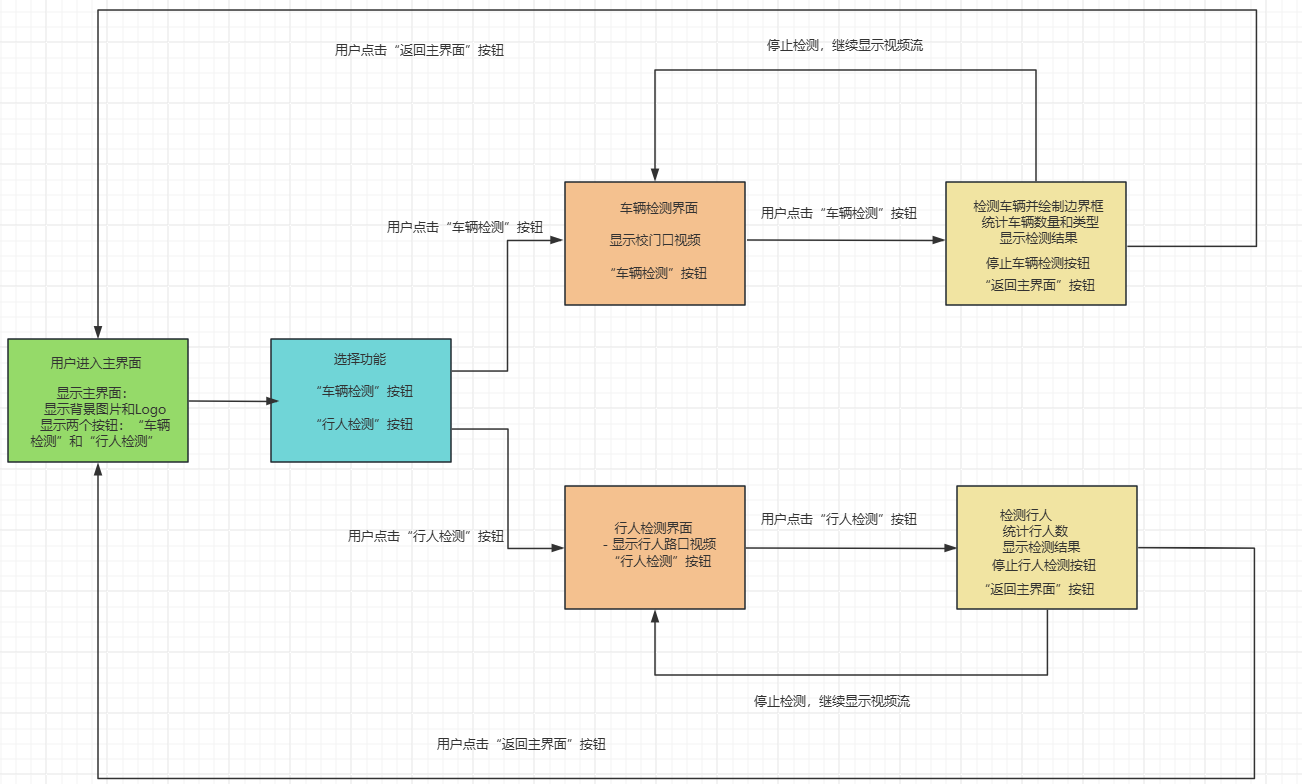 用户点击“返回主界面”按钮
停止检测，继续显示视频流
用户点击“车辆检测”按钮
车辆检测界面
显示校门口视频
“车辆检测”按钮
用户点击“车辆检测”按钮
检测车辆并绘制边界框
统计车辆数量和类型
显示检测结果
停止车辆检测按钮
“返回主界面”按钮
用户进入主界面
显示主界面：
显示背景图片和Logo
显示两个按钮：“车辆
检测”和“行人检测”
选择功能
“车辆检测”按钮
“行人检测”按钮
用户点击“行人检测”按钮
行人检测界面
- 显示行人路口视频
“行人检测”按钮
用户点击“行人检测”按钮
检测行人
统计行人数
显示检测结果
停止行人检测按钮
“返回主界面”按钮
停止检测，继续显示视频流
用户点击“返回主界面”按钮